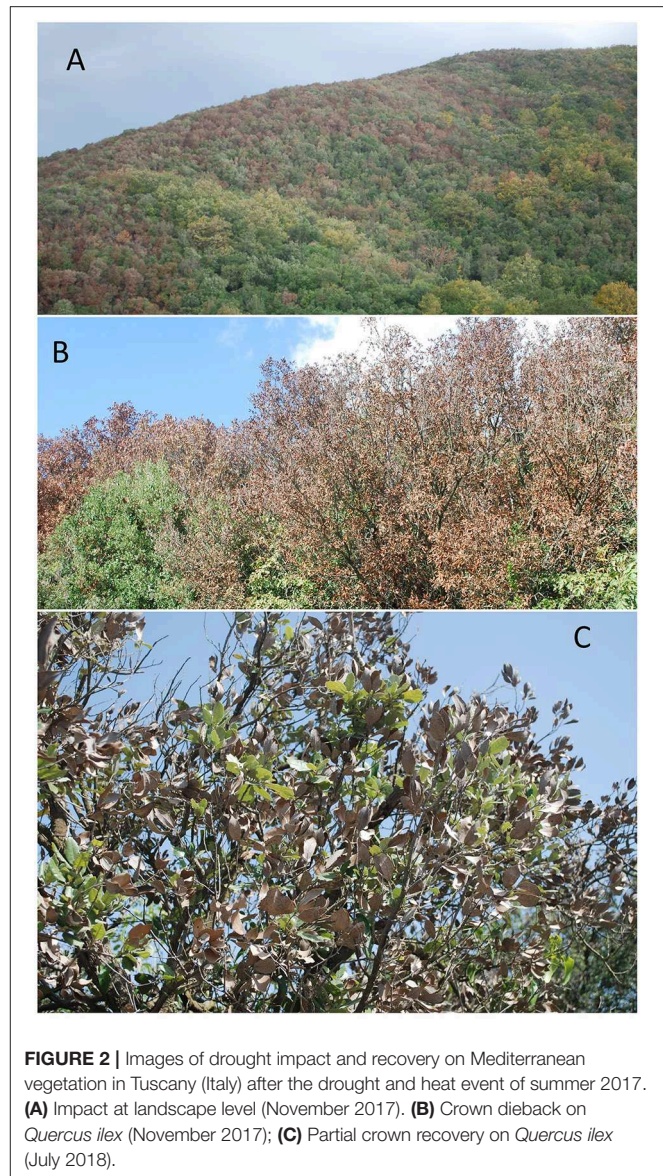 A
B
C
FIGURE 2 | Images of drought impact and recovery on Mediterranean
vegetation in Tuscany (Italy) after the drought and heat event of summer 2017.
(A) Impact at landscape level (November 2017). (B) Crown dieback on
Quercus ilex (November 2017); (C) Partial crown recovery on Quercus ilex
(July 2018).